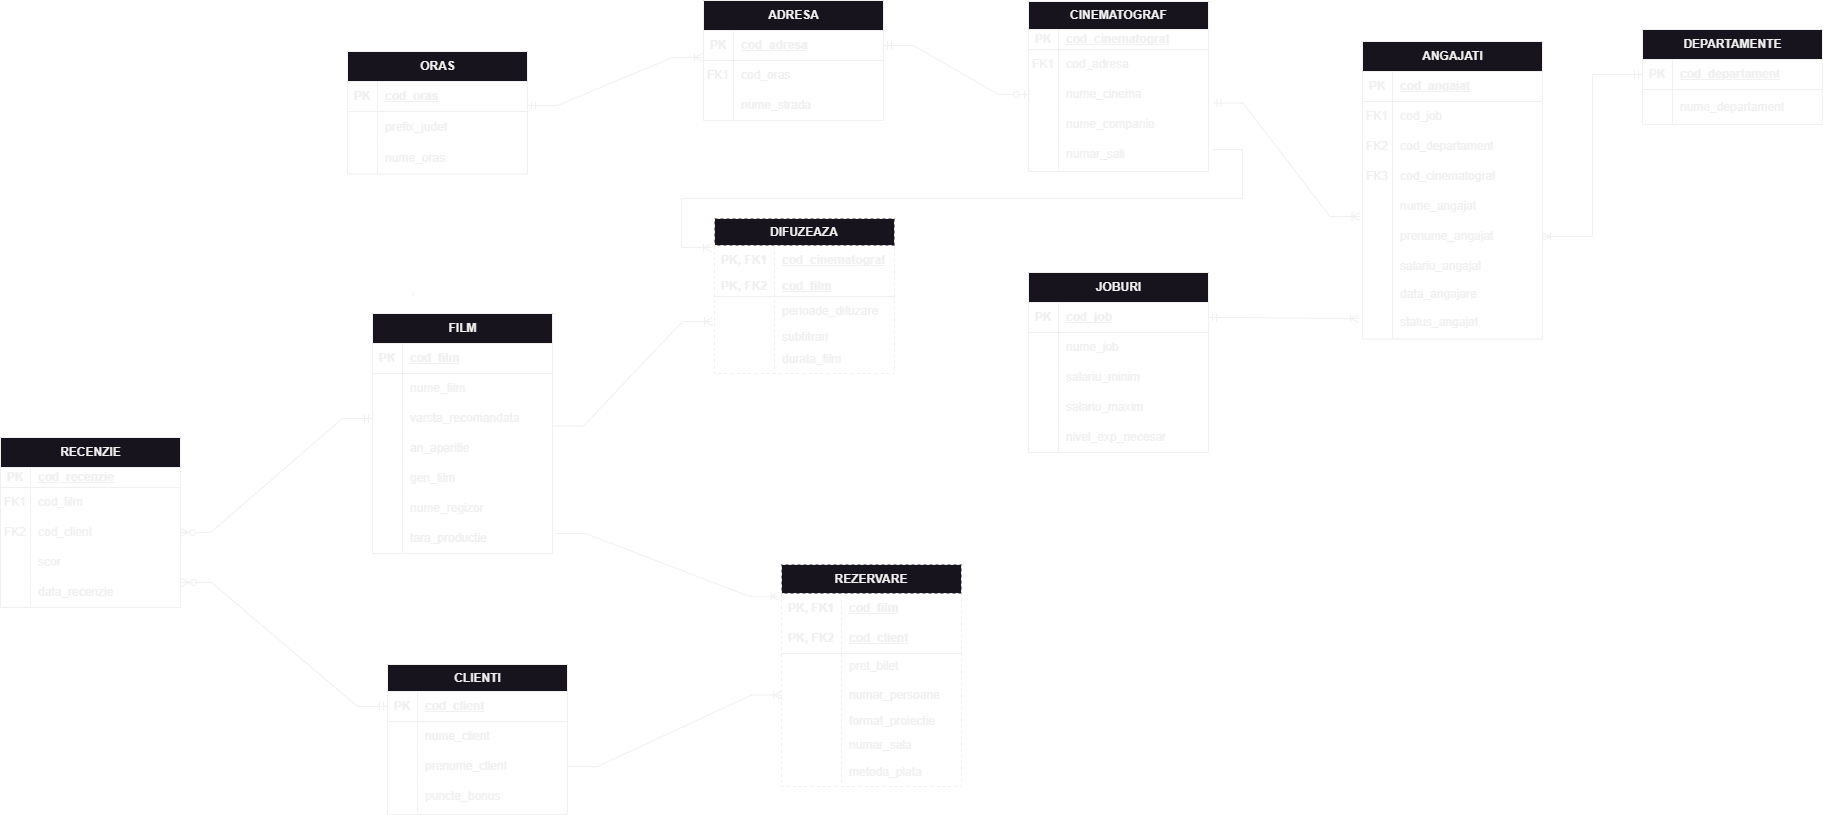 ORAS
PK cod_oras
prefix_judet
nume_oras
ADRESA
PK cod_adresa
FK1 cod_oras
nume_strada
CINEMATOGRAF
PK cod_cinematograf
FK1 cod_adresa
nume_cinema
nume_companie
numar_sali
ANGAJATI
PK cod_angajat
FK1 cod_job
FK2 cod_departament
FK3 cod_cinematograf
nume_angajat
prenume_angajat
salariu_angajat
data_angajare
status_angajat
DEPARTAMENTE
PK cod_departament
nume_departament
DIFUZEAZA
PK, FK1 cod_cinematograf
PK, FK2 cod_film
perioade_difuzare
subtitrari
durata_film
JOBURI
PK cod_job
nume_job
salariu_minim
salariu_maxim
nivel_exp_necesar
FILM
PK cod_film
nume_film
varsta_recomandata
an_aparitie
gen_film
nume_regizor
tara_productie
RECENZIE
PK cod_recenzie
FK1 cod_film
FK2 cod_client
scor
data_recenzie
REZERVARE
PK, FK1 cod_film
PK, FK2 cod_client
pret_bilet
numar_persoane
format_proiectie
numar_sala
metoda_plata
CLIENTI
PK cod_client
nume_client
prenume_client
puncte_bonus